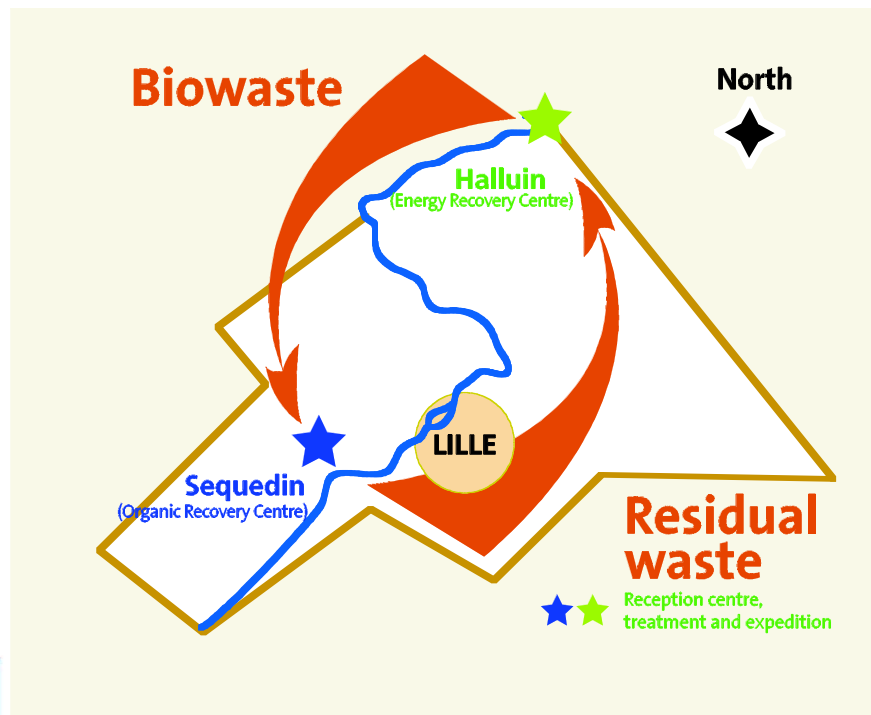 Biowaste
North
Halluin
(Energy Recovery Centre)
LILLE
Sequedin
(Organic Recovery Centre)
Residual
waste
Reception centre,
treatment and expedition